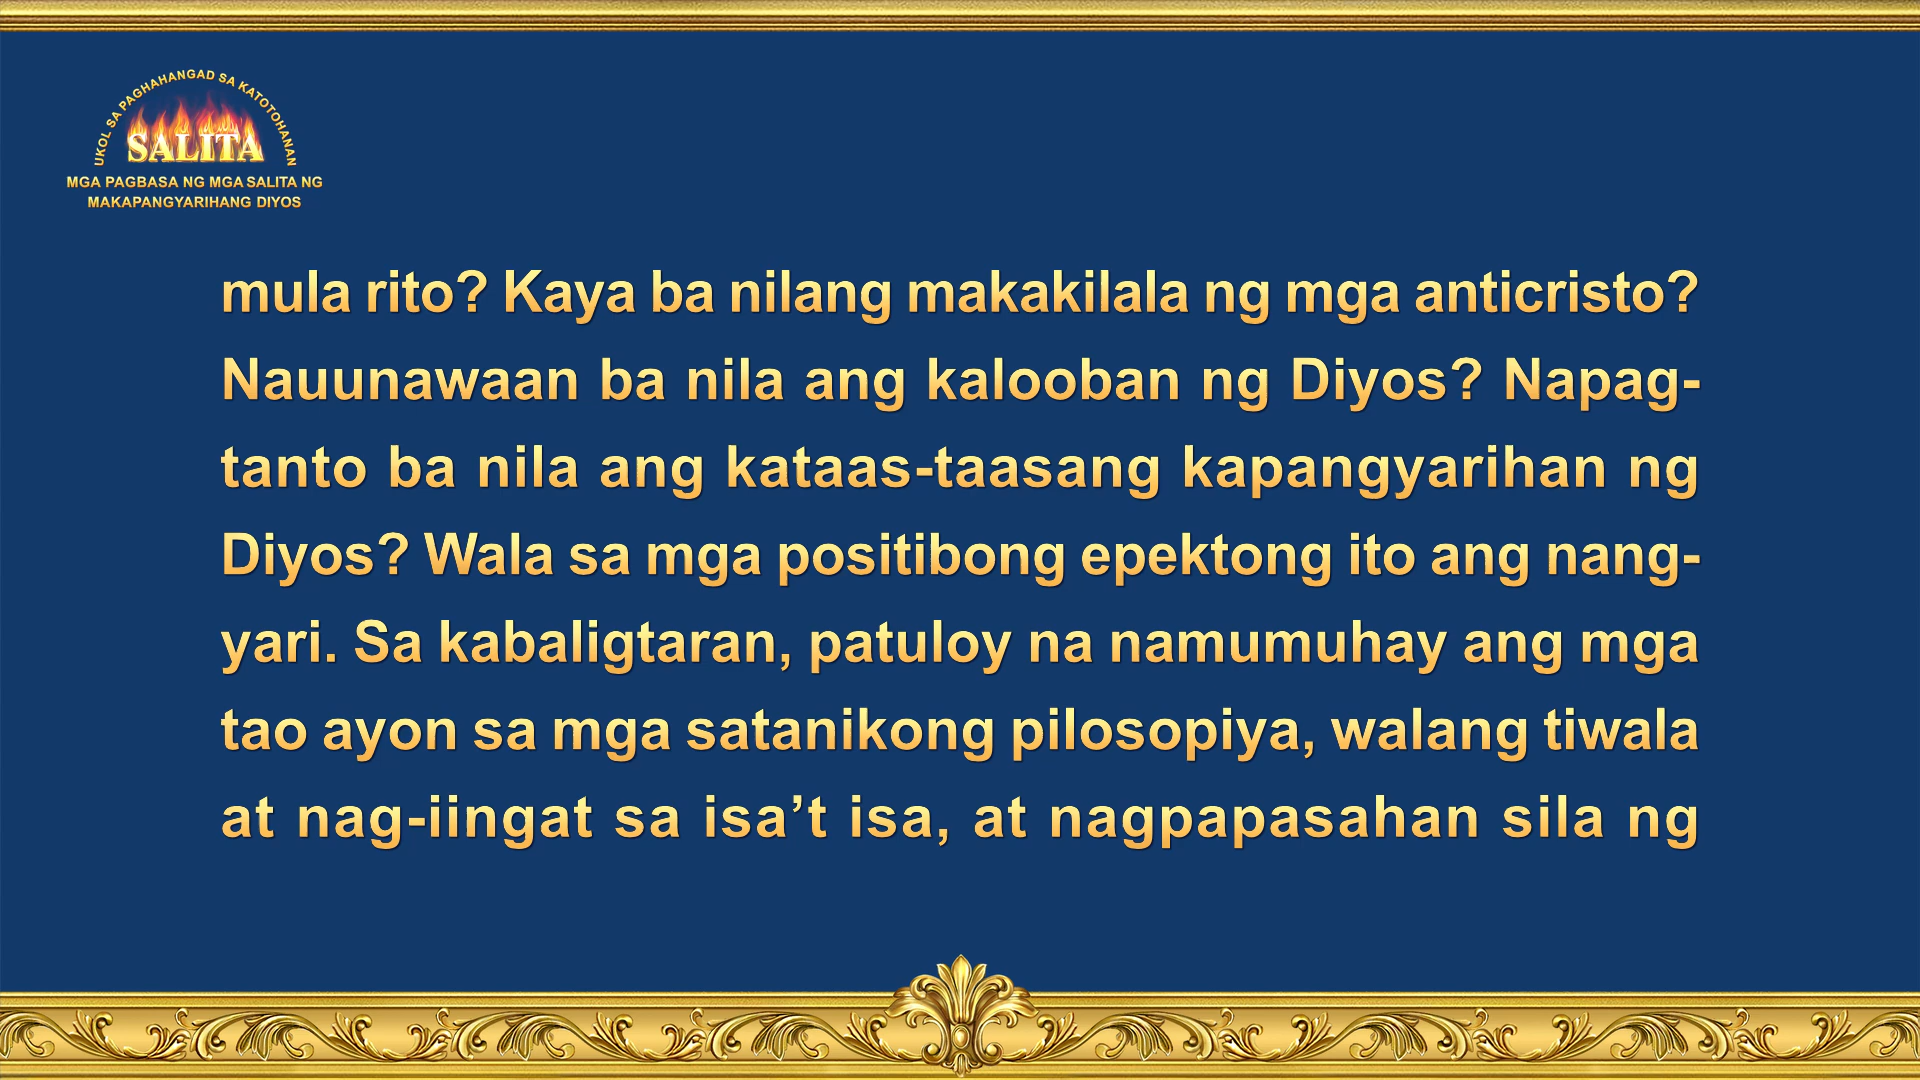 UKOL SA PAGHAHANGAD SA KATOTOHANAN
SALITA
MGA PAGBASA NG MGA SALITA NG
MAKAPANGYARIHANG DIYOS
mula rito? Kaya ba nilang makakilala ng mga anticristo?
Nauunawaan ba nila ang kalooban ng Diyos? Napag-
tanto ba nila ang kataas-taasang kapangyarihan ng
Diyos? Wala sa mga positibong epektong ito ang nang-
yari. Sa kabaligtaran, patuloy na namumuhay ang mga
tao ayon sa mga satanikong pilosopiya, walang tiwala
at nag-iingat sa isa’t isa, at nagpapasahan sila ng